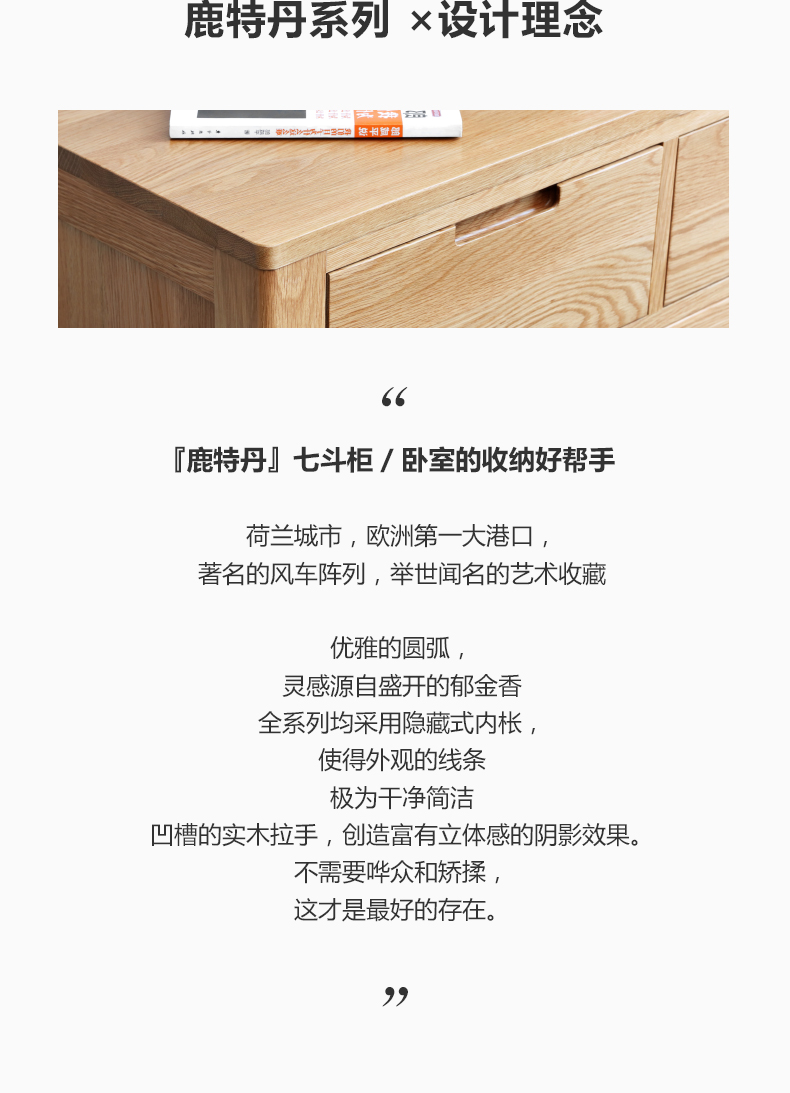 鹿特丹系列 ×设计理念
“
『鹿特丹』七斗柜 / 卧室的收纳好帮手
荷兰城市，欧洲第一大港口，
著名的风车阵列，举世闻名的艺术收藏
优雅的圆弧，
灵感源自盛开的郁金香
全系列均采用隐藏式内枨，
使得外观的线条
极为干净简洁
凹槽的实木拉手，创造富有立体感的阴影效果。
不需要哗众和矫揉，
这才是最好的存在。
”